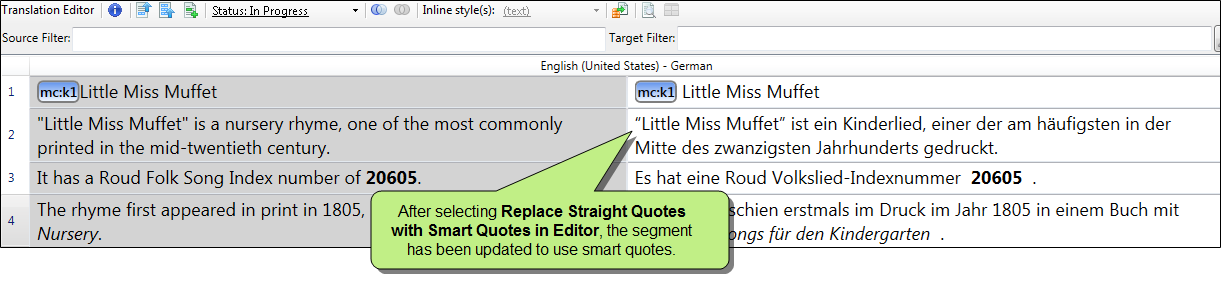 Translation Editor Status: In Progress Inline style(s): (text)
Source Filter: Target Filter:
English (United States) - German
1 mc:k1 Little Miss Muffet mc:k1 Little Miss Muffet
2 "Little Miss Muffet" is a nursery rhyme, one of the most commonly
printed in the mid-twentieth century.
“Little Miss Muffet” ist ein Kinderlied, einer der am häufigsten in der
Mitte des zwanzigsten Jahrhunderts gedruckt.
3 It has a Roud Folk Song Index number of 20605. Es hat eine Roud Volkslied-Indexnummer 20605 .
4 The rhyme first appeared in print in 1805,
Nursery.
schien erstmals im Druck im Jahr 1805 in einem Buch mit
ongs für den Kindergarten .
After selecting Replace Straight Quotes
with Smart Quotes in Editor, the segment
has been updated to use smart quotes.